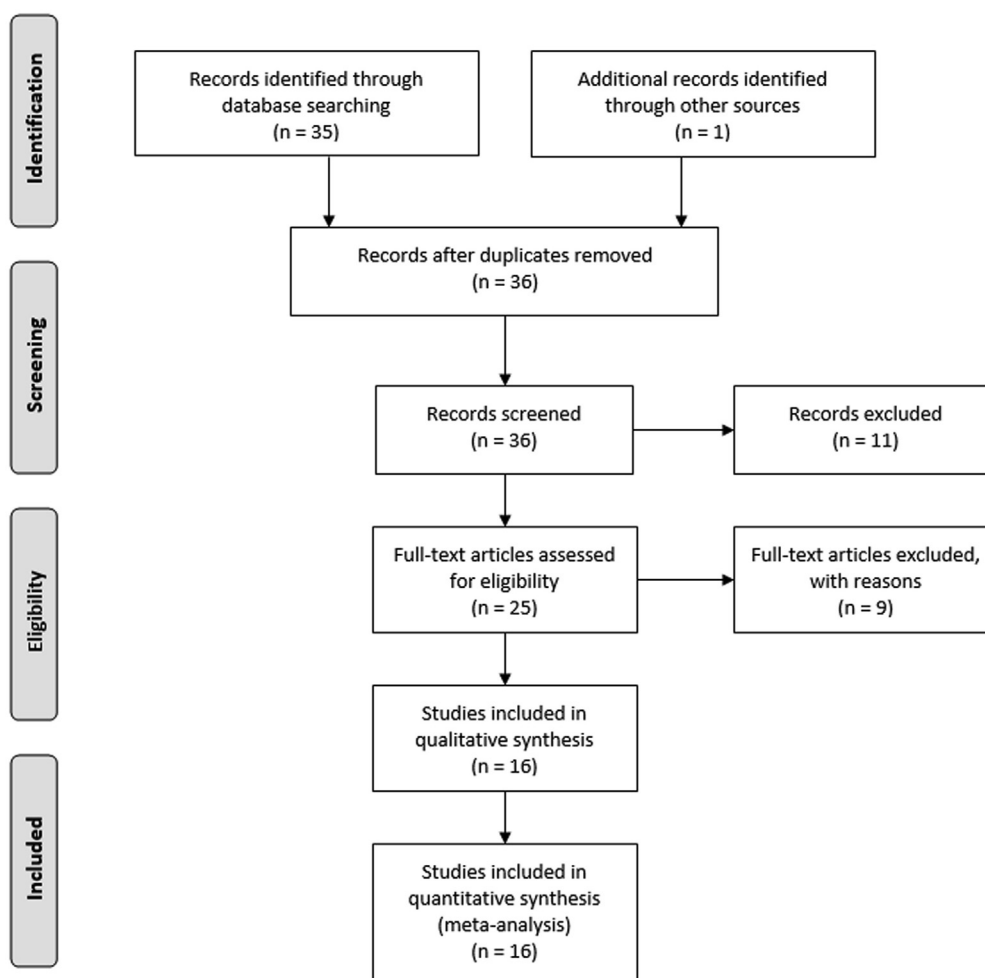 Identification
Records identified through
database searching
(n = 35)
Additional records identified
through other sources
(n = 1)
Records after duplicates removed
(n = 36)
Screening
Records screened
(n = 36)
Records excluded
(n = 11)
Eligibility
Full-text articles assessed
for eligibility
(n = 25)
Full-text articles excluded,
with reasons
(n = 9)
Studies included in
qualitative synthesis
(n = 16)
Included
Studies included in
quantitative synthesis
(meta-analysis)
(n = 16)